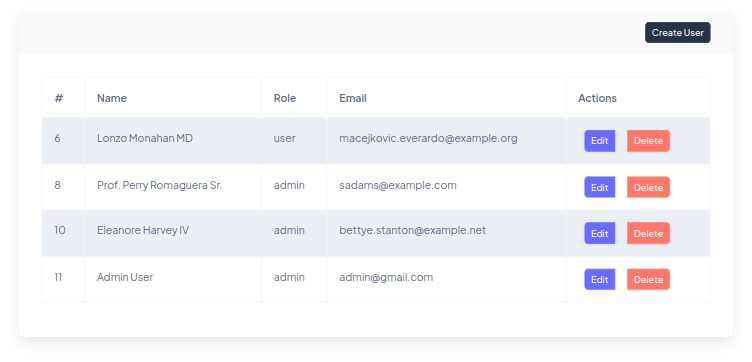 Create User
# Name Role Email Actions
6 Lonzo Monahan MD user macejkovic.everardo@example.org Edit Delete
8 Prof. Perry Romaguera Sr. admin sadams@example.com Edit Delete
10 Eleanore Harvey IV admin bettye.stanton@example.net Edit Delete
11 Admin User admin admin@gmail.com Edit Delete